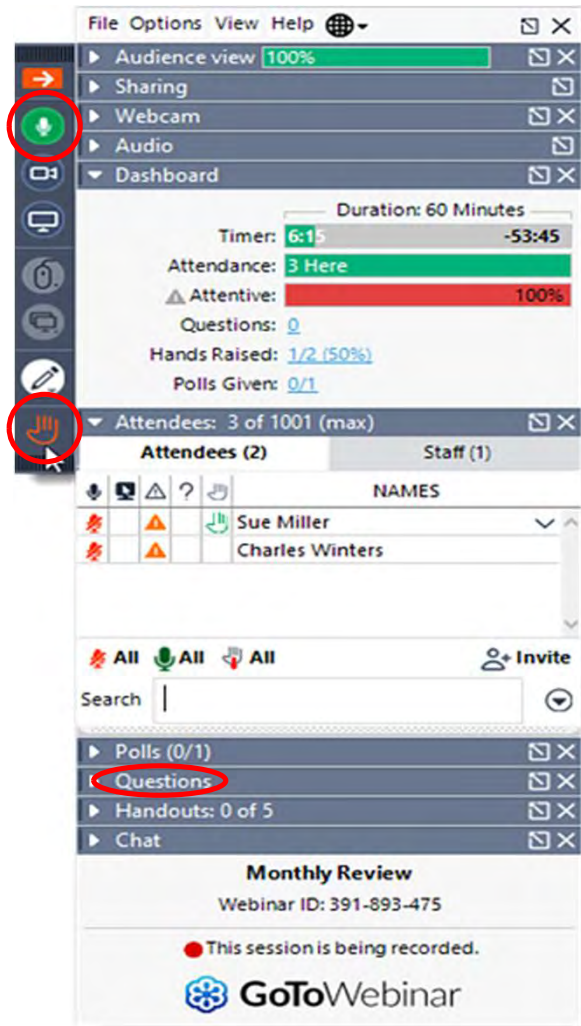 File Options View Help
Audience view 100%
Sharing
Webcam
Audio
Dashboard
Duration: 60 Minutes
Timer: 6:15 -53:45
Attendance: 3 Here
Attentive: 100%
Questions: 0
Hands Raised: 1/2 (50%)
Polls Given: 0/1
Attendees: 3 of 1001 (max)
Attendees (2) Staff (1)
? NAMES
Sue Miller
Charles Winters
All All All Invite
Search
Polls (0/1)
Questions
Handouts: 0 of 5
Chat
Monthly Review
Webinar ID: 391-893-475
This session is being recorded.
GoToWebinar